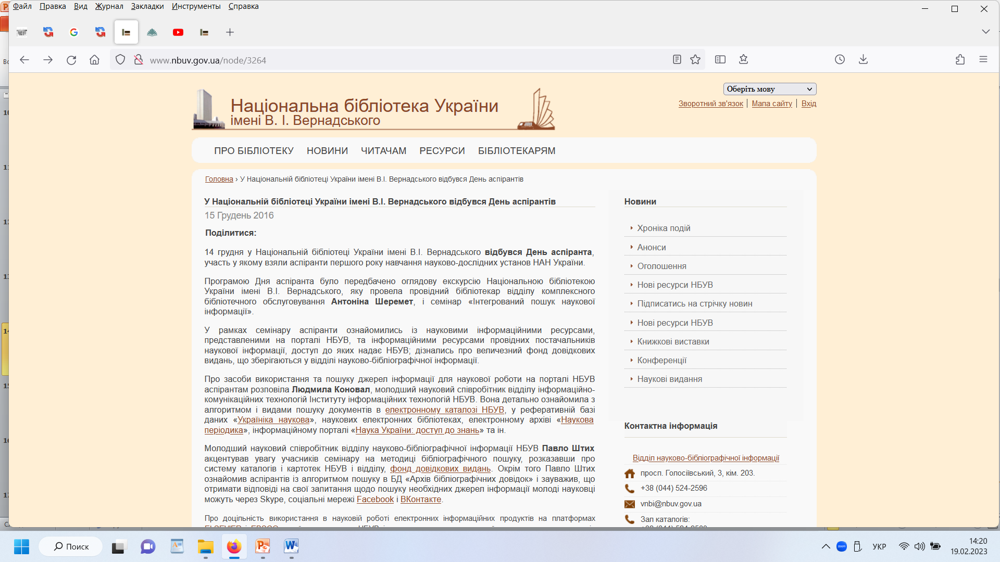 Файл Правка Вид Журнал Закладки Инструменты Справка
www.nbuv.gov.ua/node/3264
Оберіть мову
Національна бібліотека України
імені В. І. Вернадського
Зворотний зв'язок | Мапа сайту | Вхід
ПРО БІБЛІОТЕКУ НОВИНИ ЧИТАЧАМ РЕСУРСИ БІБЛІОТЕКАРЯМ
Головна › У Національній бібліотеці України імені В.І. Вернадського відбувся День аспірантів
У Національній бібліотеці України імені В.І. Вернадського відбувся День аспірантів
15 Грудень 2016
Поділитися:
14 грудня у Національній бібліотеці України імені В.І. Вернадського відбувся День аспіранта,
участь у якому взяли аспіранти першого року навчання науково-дослідних установ НАН України.
Програмою Дня аспіранта було передбачено оглядову екскурсію Національною бібліотекою
України імені В.І. Вернадського, яку провела провідний бібліотекар відділу комплексного
бібліотечного обслуговування Антоніна Шеремет, і семінар «Інтегрований пошук наукової
інформації».
У рамках семінару аспіранти ознайомились із науковими інформаційними ресурсами,
представленими на порталі НБУВ, та інформаційними ресурсами провідних постачальників
наукової інформації, доступ до яких надає НБУВ; дізнались про величезний фонд довідкових
видань, що зберігаються у відділі науково-бібліографічної інформації.
Про засоби використання та пошуку джерел інформації для наукової роботи на порталі НБУВ
аспірантам розповіла Людмила Коновал, молодший науковий співробітник відділу інформаційно-
комунікаційних технологій Інституту інформаційних технологій НБУВ. Вона детально ознайомила з
алгоритмом і видами пошуку документів в електронному каталозі НБУВ, у реферативній базі
даних «Україніка наукова», наукових електронних бібліотеках, електронному архіві «Наукова
періодика», інформаційному порталі «Наука України: доступ до знань» та ін.
Молодший науковий співробітник відділу науково-бібліографічної інформації НБУВ Павло Штих
акцентував увагу учасників семінару на методиці бібліографічного пошуку, розказавши про
систему каталогів і картотек НБУВ і відділу, фонд довідкових видань. Окрім того Павло Штих
ознайомив аспірантів із алгоритмом пошуку в БД «Архів бібліографічних довідок» і зауважив, що
отримати відповіді на свої запитання щодо пошуку необхідних джерел інформації молоді науковці
можуть через Skype, соціальні мережі Facebook і ВКонтакте.
Про доцільність використання в науковій роботі електронних інформаційних продуктів на платформах
Новини
Хроніка подій
Анонси
Оголошення
Нові ресурси НБУВ
Підписатись на стрічку новин
Нові ресурси НБУВ
Книжкові виставки
Конференції
Наукові видання
Контактна інформація
Відділ науково-бібліографічної інформації
просп. Голосіївський, 3, кім. 203.
+38 (044) 524-2596
vnbi@nbuv.gov.ua
Зал каталогів:
Поиск
zoom
УКР
14:20
19.02.2023